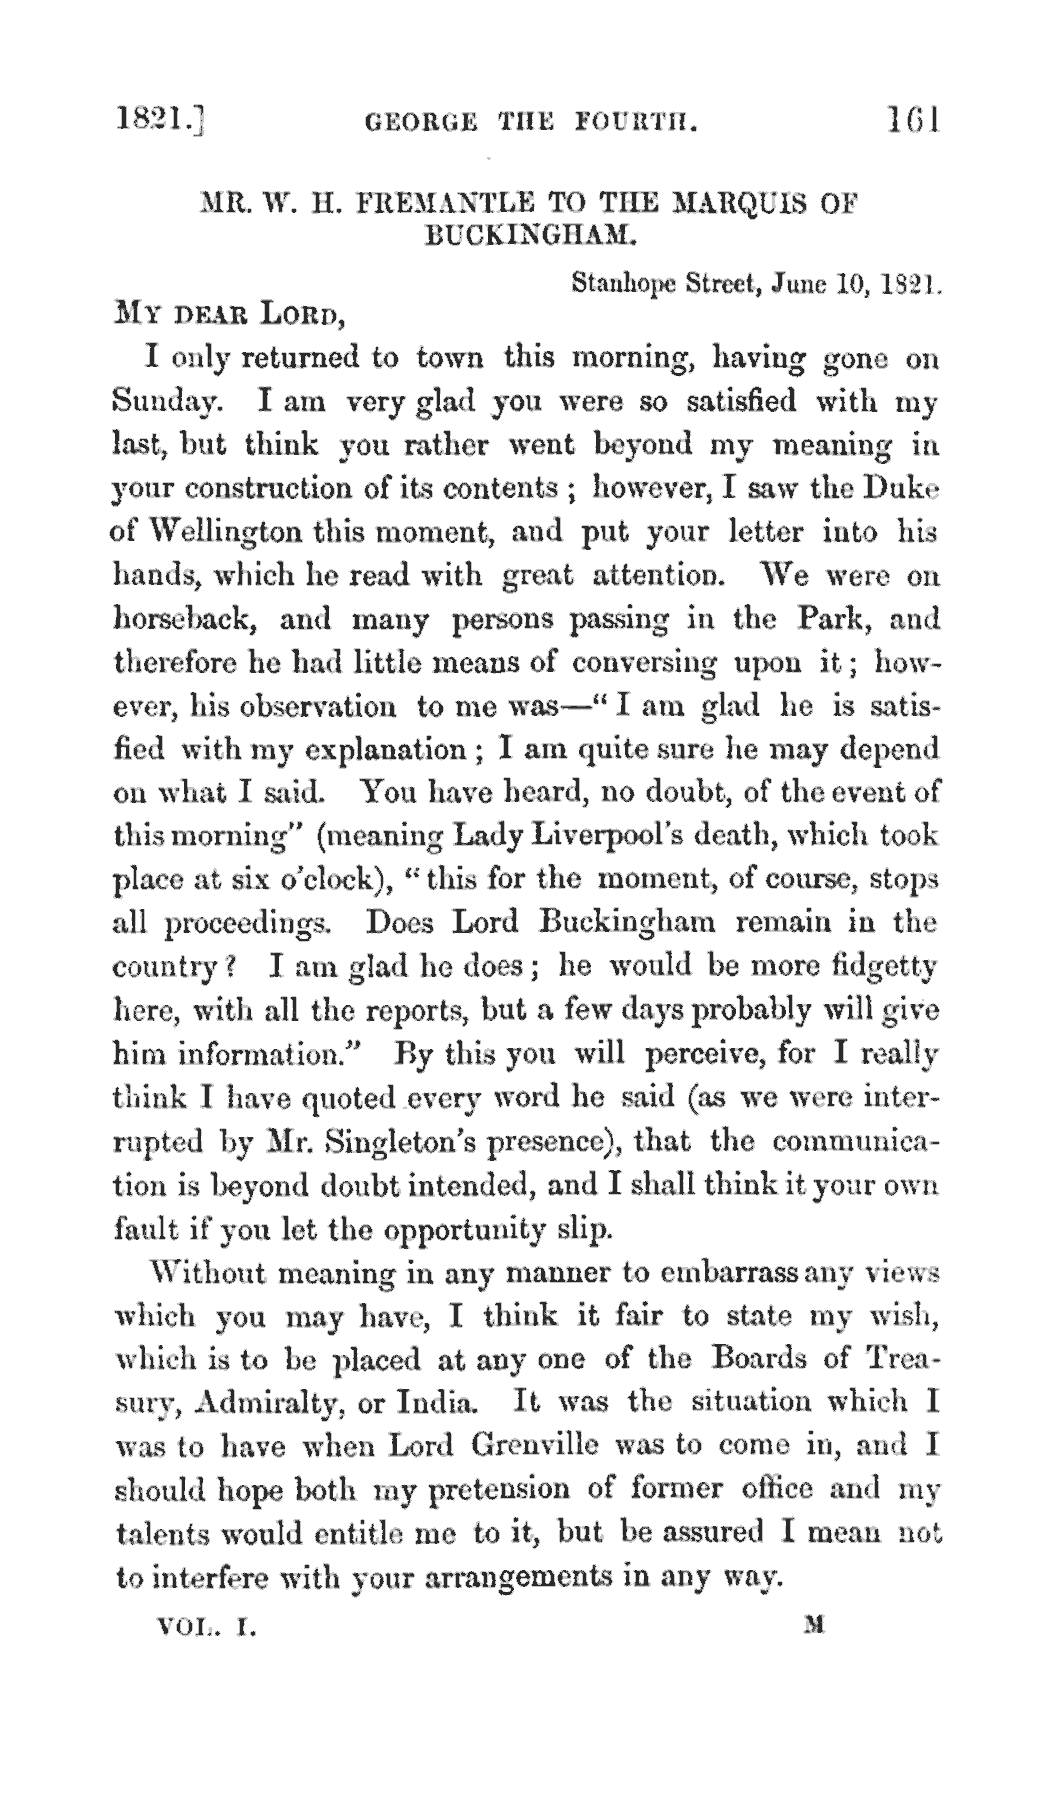 1821.] GEORGE THE FOURTH. 161
MR. W. H. FREMANTLE TO THE MARQUIS OF
BUCKINGHAM.
Stanhope Street, June 10, 1821.
MY DEAR LORD,
I only returned to town this morning, having gone on
Sunday. I am very glad you were so satisfied with my
last, but think you rather went beyond my meaning in
your construction of its contents ; however, I saw the Duke
of Wellington this moment, and put your letter into his
hands, which he read with great attention. We were on
horseback, and many persons passing in the Park, and
therefore he had little means of conversing upon it ; how-
ever, his observation to me was—“ I am glad he is satis-
fied with my explanation ; I am quite sure he may depend
on what I said. You have heard, no doubt, of the event of
this morning” (meaning Lady Liverpool's death, which took
place at six o'clock), “ this for the moment, of course, stops
all proceedings. Does Lord Buckingham remain in the
country ? I am glad he does ; he would be more fidgetty
here, with all the reports, but a few days probably will give
him information.” By this you will perceive, for I really
think I have quoted every word he said (as we were inter-
rupted by Mr. Singleton's presence), that the communica-
tion is beyond doubt intended, and I shall think it your own
fault if you let the opportunity slip.
Without meaning in any manner to embarrass any views
which you may have, I think it fair to state my wish,
which is to be placed at any one of the Boards of Trea-
sury, Admiralty, or India. It was the situation which I
was to have when Lord Grenville was to come in, and I
should hope both my pretension of former office and my
talents would entitle me to it, but be assured I mean not
to interfere with your arrangements in any way.
VOL. I. M